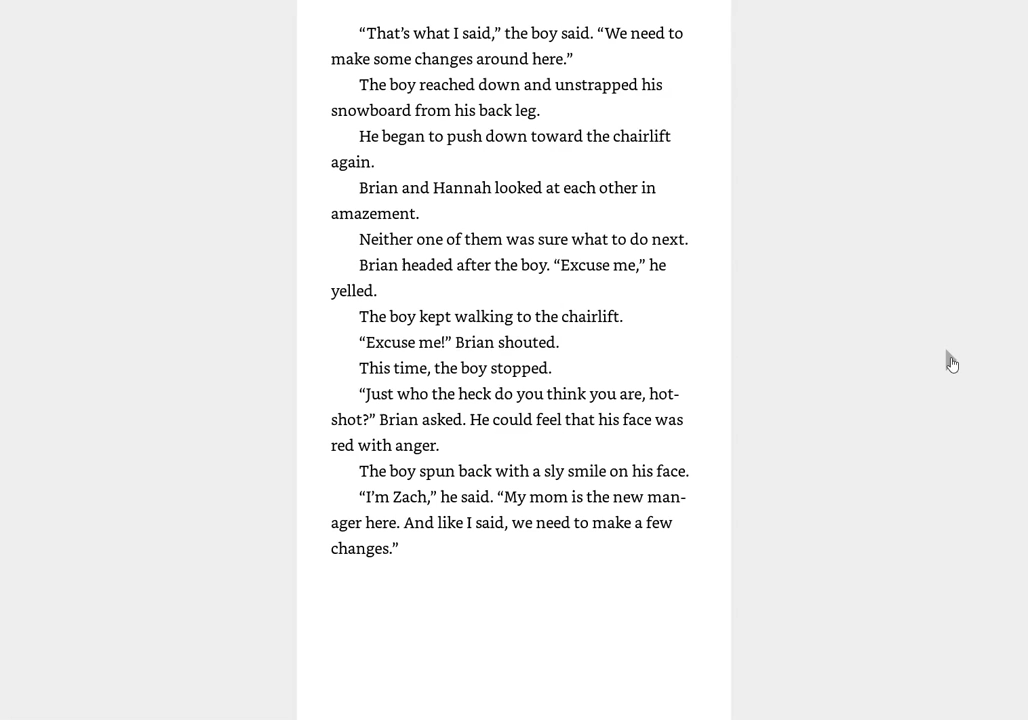 “That’s what I said,” the boy said. “We need to
make some changes around here.”
The boy reached down and unstrapped his
snowboard from his back leg.
He began to push down toward the chairlift
again.
Brian and Hannah looked at each other in
amazement.
Neither one of them was sure what to do next.
Brian headed after the boy. “Excuse me,” he
yelled.
The boy kept walking to the chairlift.
“Excuse me!” Brian shouted.
This time, the boy stopped.
“Just who the heck do you think you are, hot-
shot?” Brian asked. He could feel that his face was
red with anger.
The boy spun back with a sly smile on his face.
“I’m Zach,” he said. “My mom is the new man-
ager here. And like I said, we need to make a few
changes.”